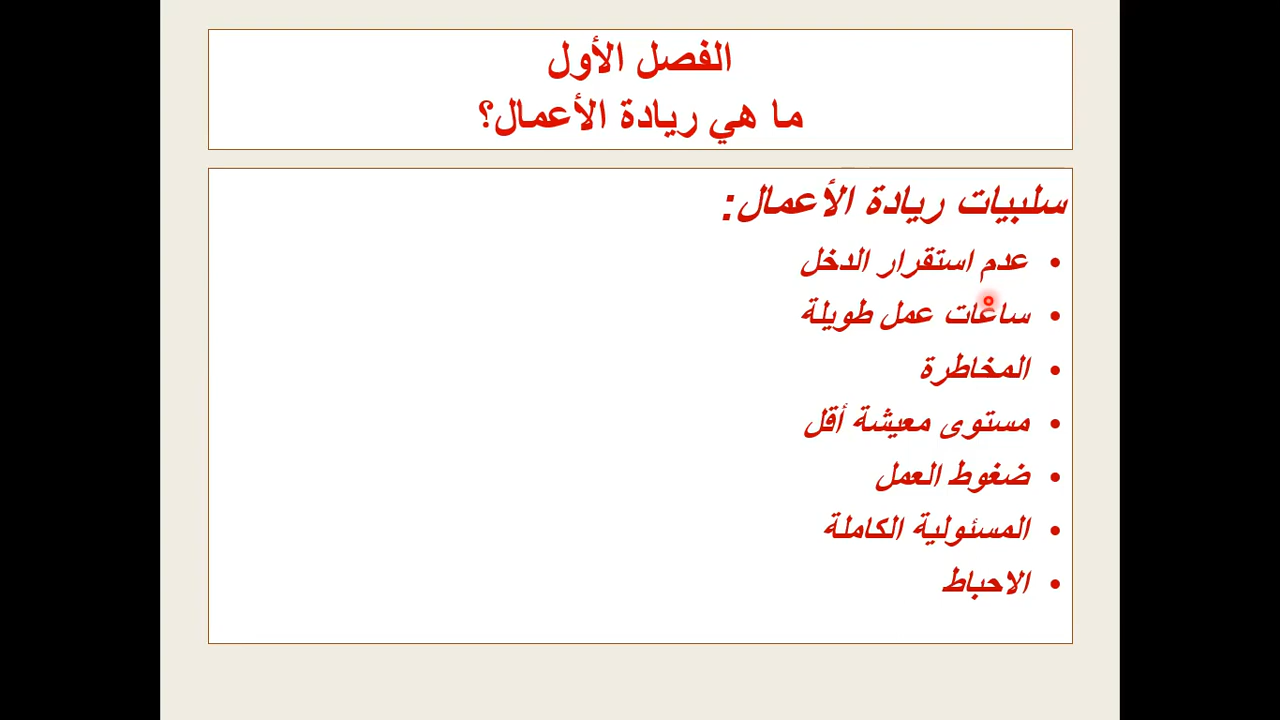 الفصل الأول
ما هي ريادة الأعمال؟
سلبيات ريادة الأعمال:
• عدم استقرار الدخل
• ساعات عمل طويلة
• المخاطرة
• مستوى معيشة أقل
• ضغوط العمل
• المسئولية الكاملة
• الاحباط